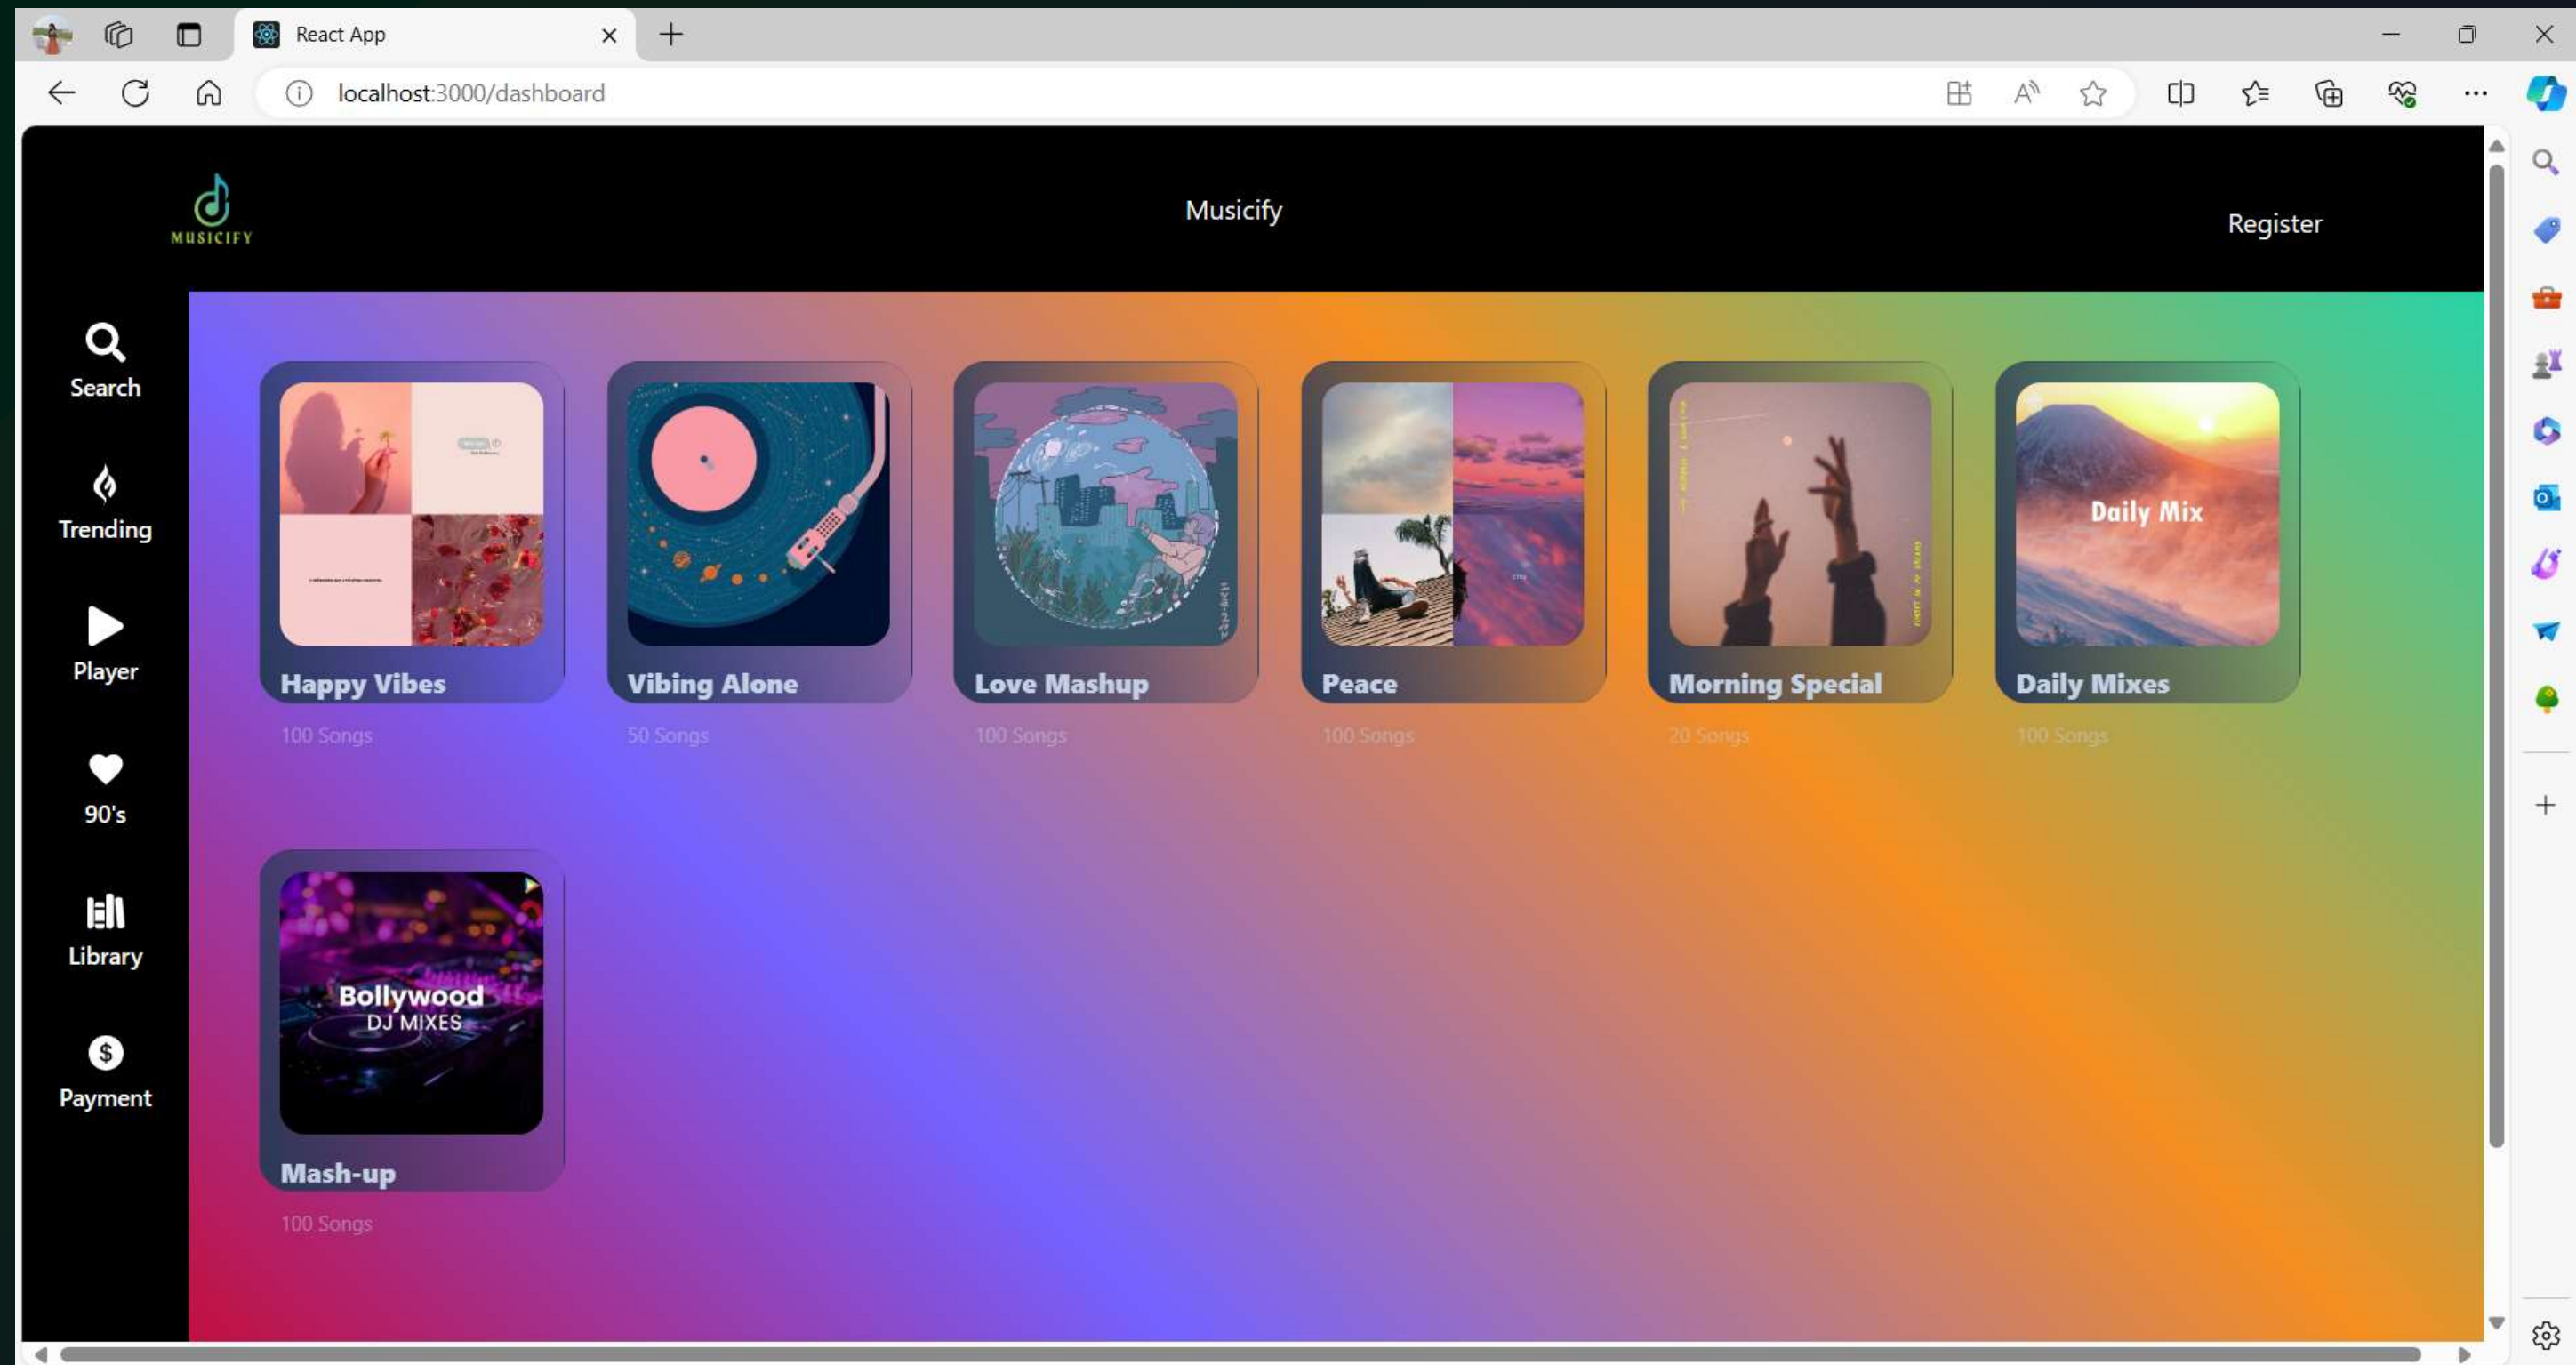 React App
localhost:3000/dashboard
MUSICIFY
Musicify
Register
Search
Trending
Player
90's
Library
Payment
Daily Mix
Happy Vibes
Vibing Alone
Love Mashup
Peace
Morning Special
Daily Mixes
100 Songs
50 Songs
100 Songs
100 Songs
20 Songs
100 Songs
Bollywood
DJ MIXES
Mash-up
100 Songs